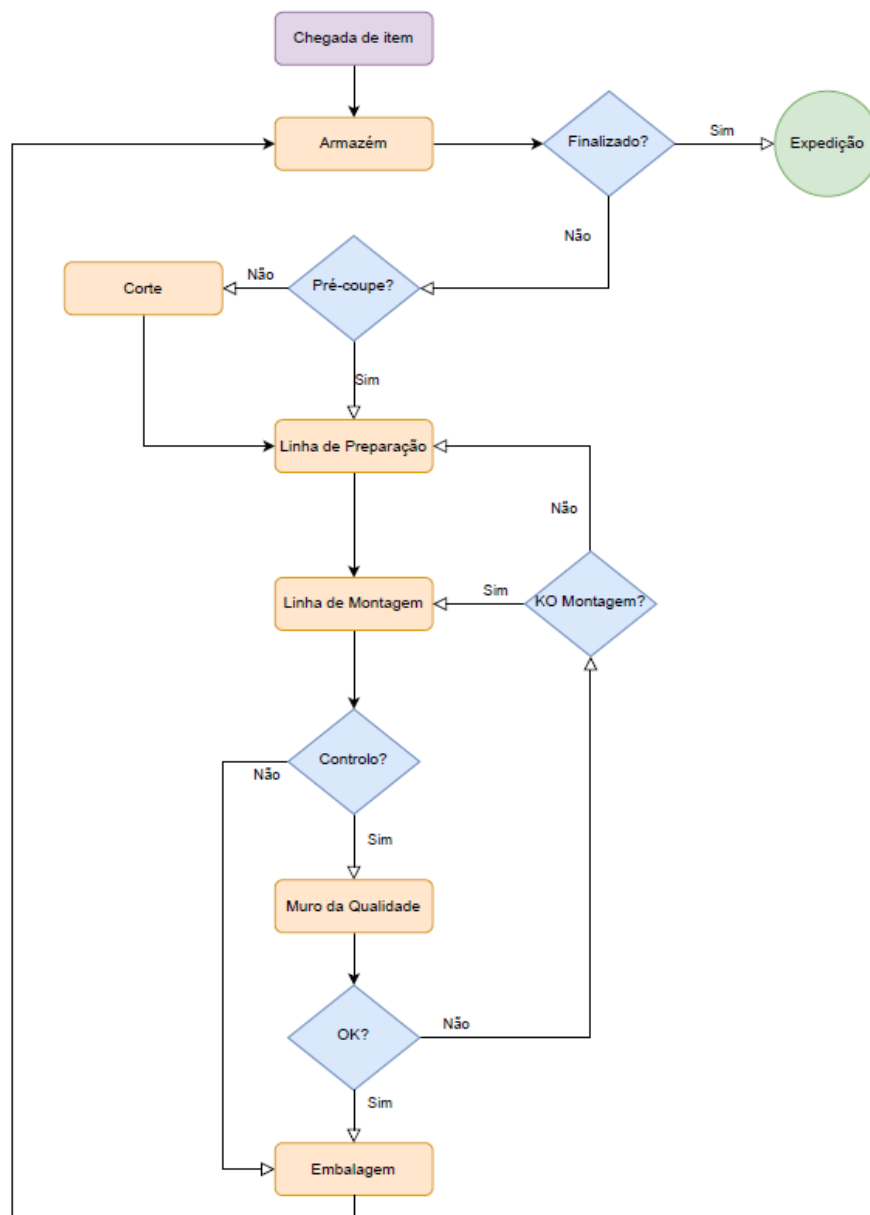 Chegada de item
Armazém
Finalizado?
Sim
Expedição
Não
Pré-coupe?
Não
Corte
Sim
Linha de Preparação
Não
Linha de Montagem
Sim
KO Montagem?
Controlo?
Não
Sim
Muro da Qualidade
OK?
Não
Sim
Embalagem